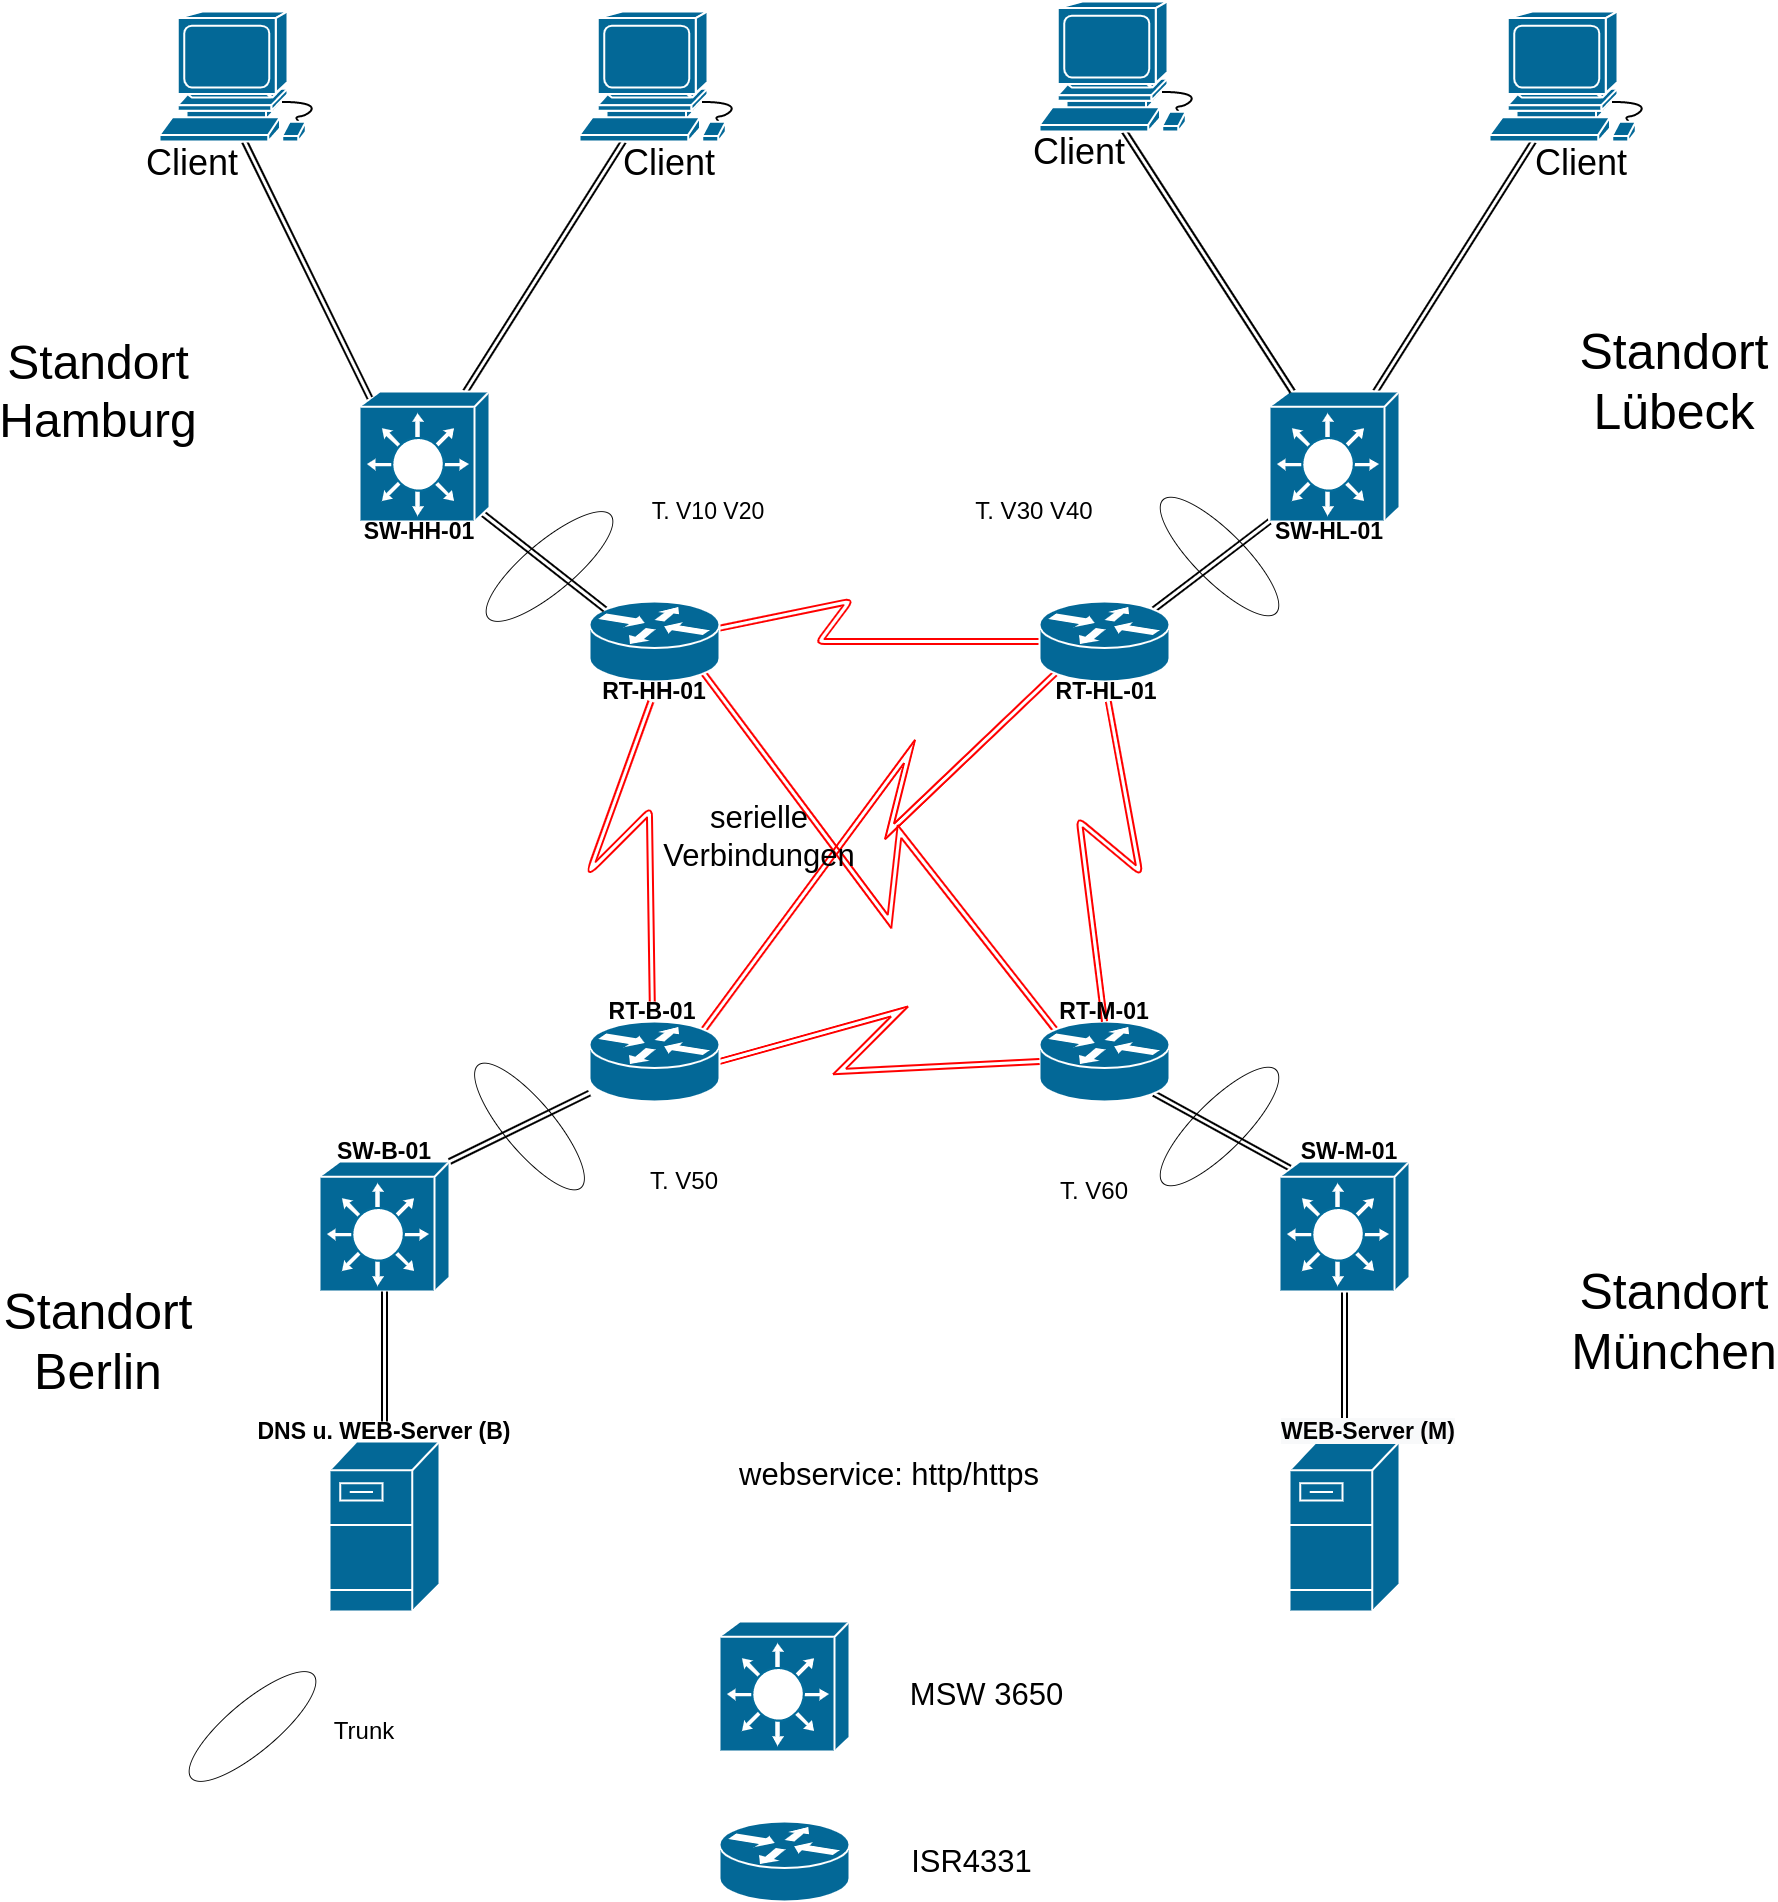 Client
Client
Client
Client
Standort
Hamburg
Standort
Lübeck
T. V10 V20
T. V30 V40
SW-HH-01
SW-HL-01
RT-HH-01
RT-HL-01
serielle
Verbindungen
RT-B-01
RT-M-01
SW-B-01
SW-M-01
T. V50
T. V60
Standort
Berlin
Standort
München
DNS u. WEB-Server (B)
WEB-Server (M)
webservice: http/https
MSW 3650
Trunk
ISR4331